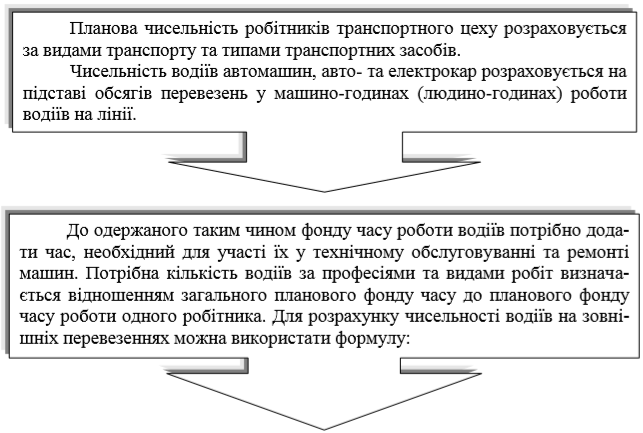 Планова чисельність робітників транспортного цеху розраховується
за видами транспорту та типами транспортних засобів.
Чисельність водіїв автомашин, авто- та електрокар розраховується на
підставі обсягів перевезень у машино-годинах (людино-годинах) роботи
водіїв на лінії.
До одержаного таким чином фонду часу роботи водіїв потрібно дода-
ти час, необхідний для участі їх у технічному обслуговуванні та ремонті
машин. Потрібна кількість водіїв за професіями та видами робіт визнача-
ється відношенням загального планового фонду часу до планового фонду
часу роботи одного робітника. Для розрахунку чисельності водіїв на зовні-
шніх перевезеннях можна використати формулу: